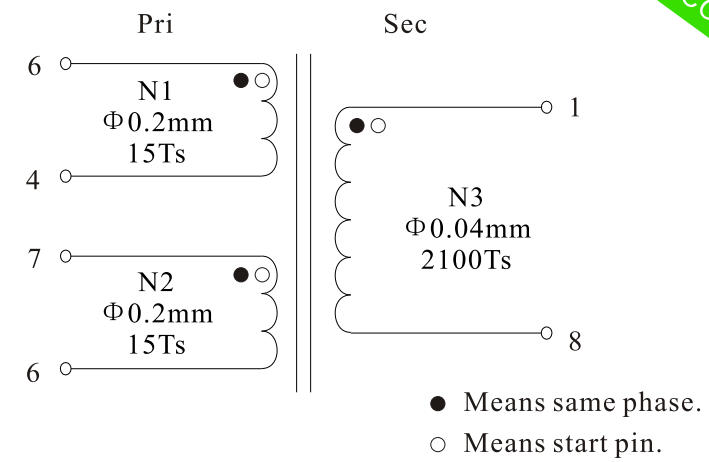 Pri
Sec
6
N1
Φ0.2mm
15Ts
4
7
N2
Φ0.2mm
15Ts
6
1
N3
Φ0.04mm
2100Ts
8
● Means same phase.
○ Means start pin.